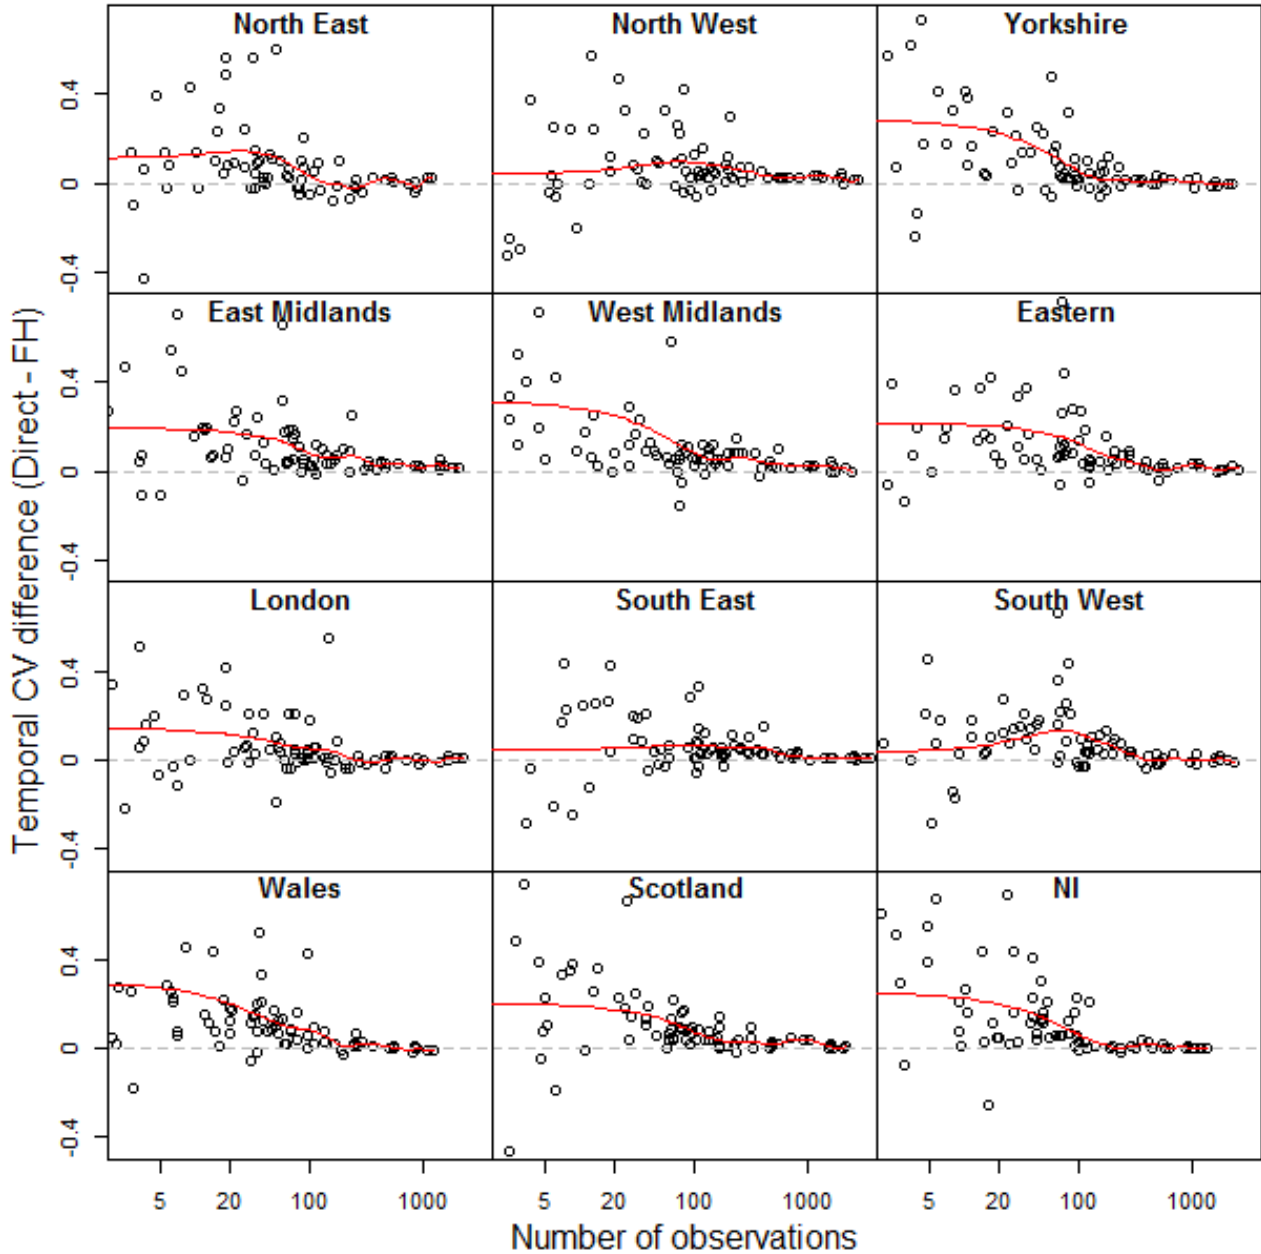 North East North West Yorkshire
0.4
0
-0.4
East Midlands West Midlands Eastern
0.4
0
-0.4
London South East South West
0.4
0
-0.4
Wales Scotland NI
0.4
0
-0.4
5 20 100 1000 5 20 100 1000 5 20 100 1000
Number of observations
Temporal CV difference (Direct - FH)